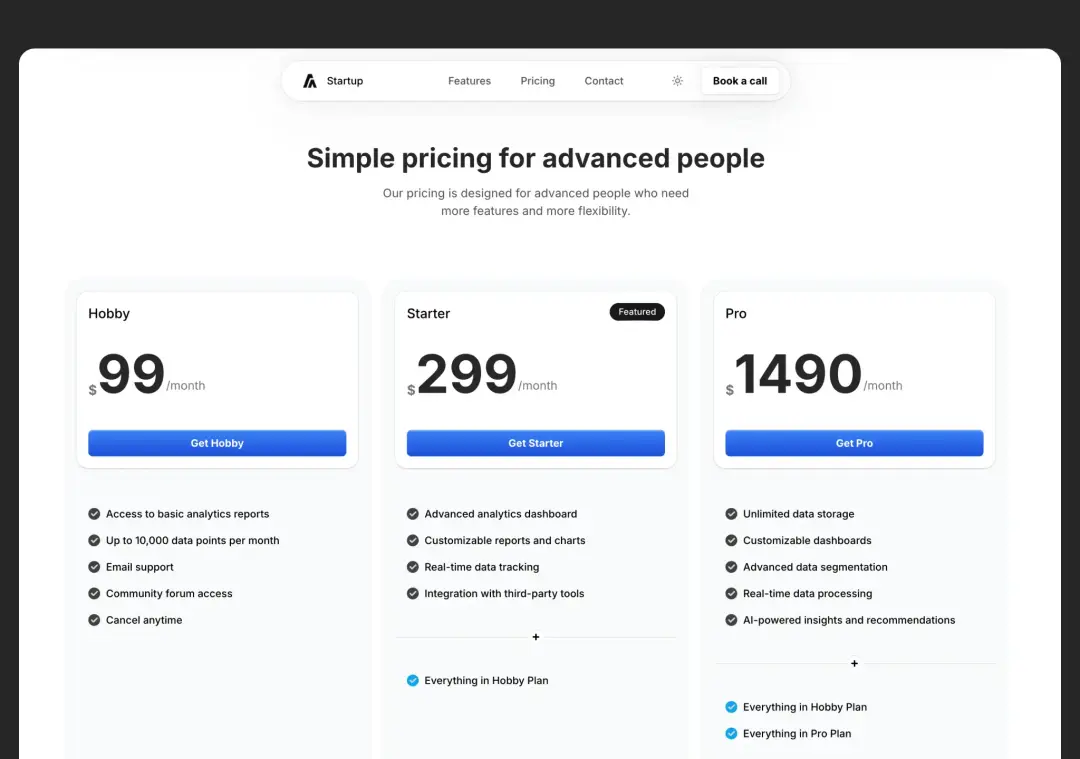 Startup
Features
Pricing
Contact
Book a call
Simple pricing for advanced people
Our pricing is designed for advanced people who need
more features and more flexibility.
Hobby
$99/month
Get Hobby
Access to basic analytics reports
Up to 10,000 data points per month
Email support
Community forum access
Cancel anytime
Starter
Featured
$299/month
Get Starter
Advanced analytics dashboard
Customizable reports and charts
Real-time data tracking
Integration with third-party tools
+
Everything in Hobby Plan
Pro
$1490/month
Get Pro
Unlimited data storage
Customizable dashboards
Advanced data segmentation
Real-time data processing
AI-powered insights and recommendations
+
Everything in Hobby Plan
Everything in Pro Plan